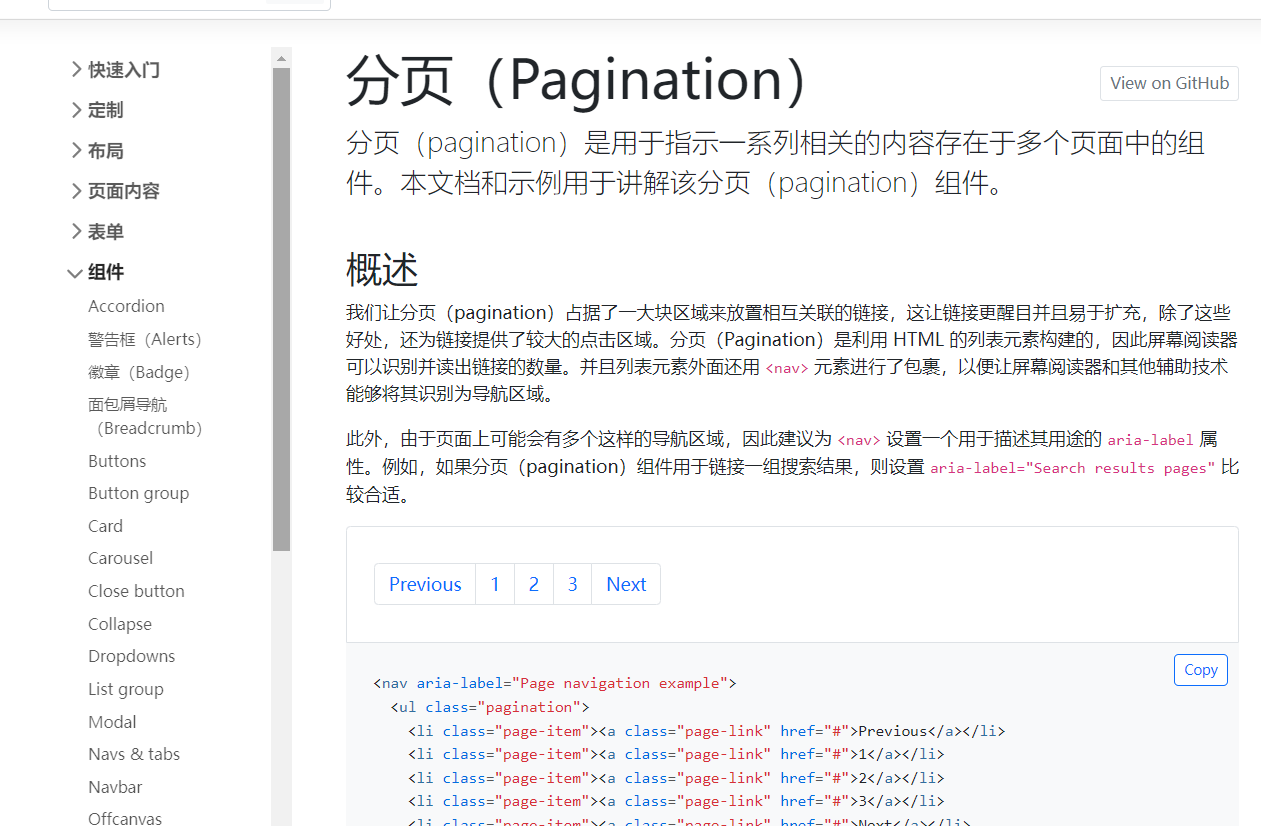 快速入门
定制
布局
页面内容
表单
组件
Accordion
警告框（Alerts）
徽章（Badge）
面包屑导航
（Breadcrumb）
Buttons
Button group
Card
Carousel
Close button
Collapse
Dropdowns
List group
Modal
Navs & tabs
Navbar
Offcanvas
分页（Pagination）
View on GitHub
分页（pagination）是用于指示一系列相关的内容存在于多个页面中的组
件。本文档和示例用于讲解该分页（pagination）组件。
概述
我们让分页（pagination）占据了一大块区域来放置相互关联的链接，这让链接更醒目并且易于扩充，除了这些
好处，还为链接提供了较大的点击区域。分页（Pagination）是利用 HTML 的列表元素构建的，因此屏幕阅读器
可以识别并读出链接的数量。并且列表元素外面还用 <nav> 元素进行了包裹，以便让屏幕阅读器和其他辅助技术
能够将其识别为导航区域。
此外，由于页面上可能会有多个这样的导航区域，因此建议为 <nav> 设置一个用于描述其用途的 aria-label 属
性。例如，如果分页（pagination）组件用于链接一组搜索结果，则设置 aria-label="Search results pages" 比
较合适。
Previous 1 2 3 Next
Copy
<nav aria-label="Page navigation example">
<ul class="pagination">
<li class="page-item"><a class="page-link" href="#">Previous</a></li>
<li class="page-item"><a class="page-link" href="#">1</a></li>
<li class="page-item"><a class="page-link" href="#">2</a></li>
<li class="page-item"><a class="page-link" href="#">3</a></li>
<li class="page-item"><a class="page-link" href="#">Next</a></li>